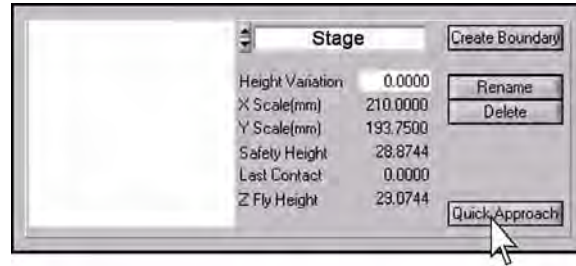 Stage Create Boundary
Height Variation 0.0000 Rename
X Scale(mm) 210.0000 Delete
Y Scale(mm) 193.7500
Safety Height 28.8744
Last Contact 0.0000
Z Fly Height 29.0744
Quick Approach